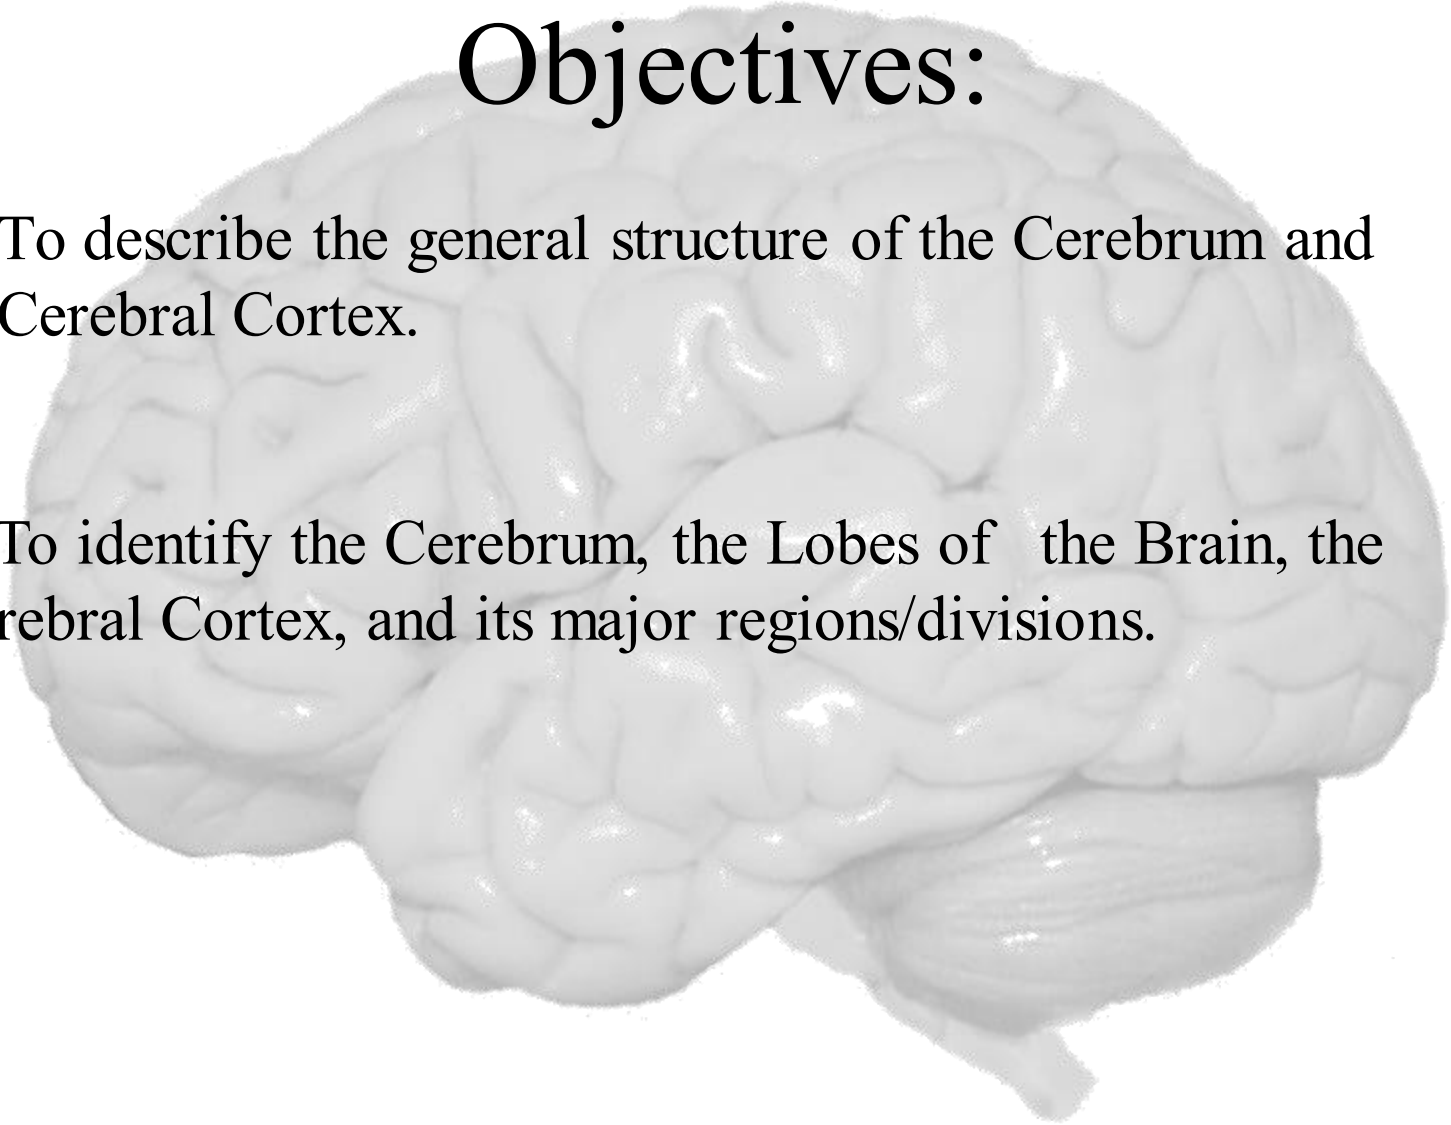 Objectives:
To describe the general structure of the Cerebrum and
Cerebral Cortex.
To identify the Cerebrum, the Lobes of the Brain, the
rebral Cortex, and its major regions/divisions.